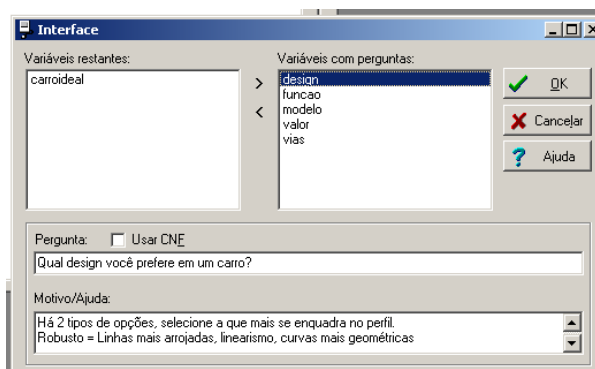 Interface
Variáveis restantes:
carroideal
>
<
Variáveis com perguntas:
design
funcao
modelo
valor
vias
OK
Cancelar
? Ajuda
Pergunta:
Usar CNF
Qual design você prefere em um carro?
Motivo/Ajuda:
Há 2 tipos de opções, selecione a que mais se enquadra no perfil.
Robusto = Linhas mais arrojadas, linearismo, curvas mais geométricas